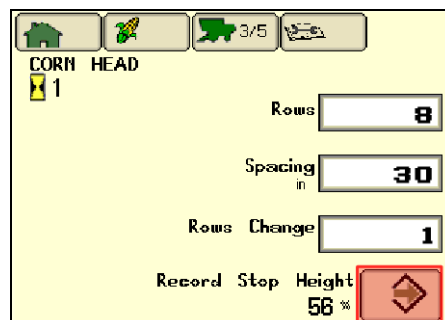 3/5
CORN HEAD
1
Rows 8
Spacing 30
in
Rows Change 1
Record Stop Height
56 %